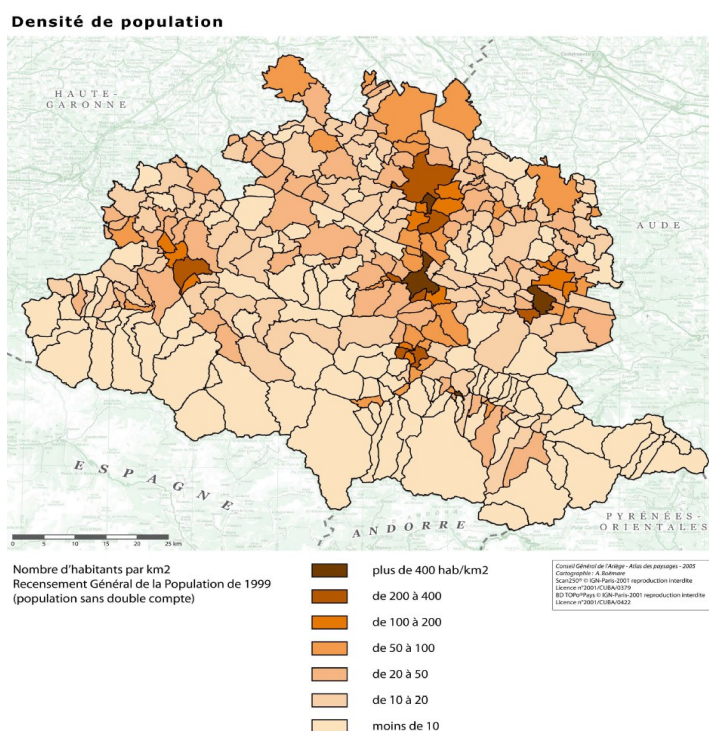 Densité de population
HAUTE-
GARONNE
AUDE
ESPAGNE
ANDORRE
PYRÉNÉES-
ORIENTALES
0 5 10 15 20 25 km
Nombre d'habitants par km2
Recensement Général de la Population de 1999
(population sans double compte)
plus de 400 hab/km2
de 200 à 400
de 100 à 200
de 50 à 100
de 20 à 50
de 10 à 20
moins de 10
Conseil Général de l'Ariège - Atlas des paysages - 2005
Cartographie : A. Boëmare
Scan250® © IGN-Paris-2001 reproduction interdite
Licence n°2001/CUBA/0379
BD TOPo®Pays © IGN-Paris-2001 reproduction interdite
Licence n°2001/CUBA/0422